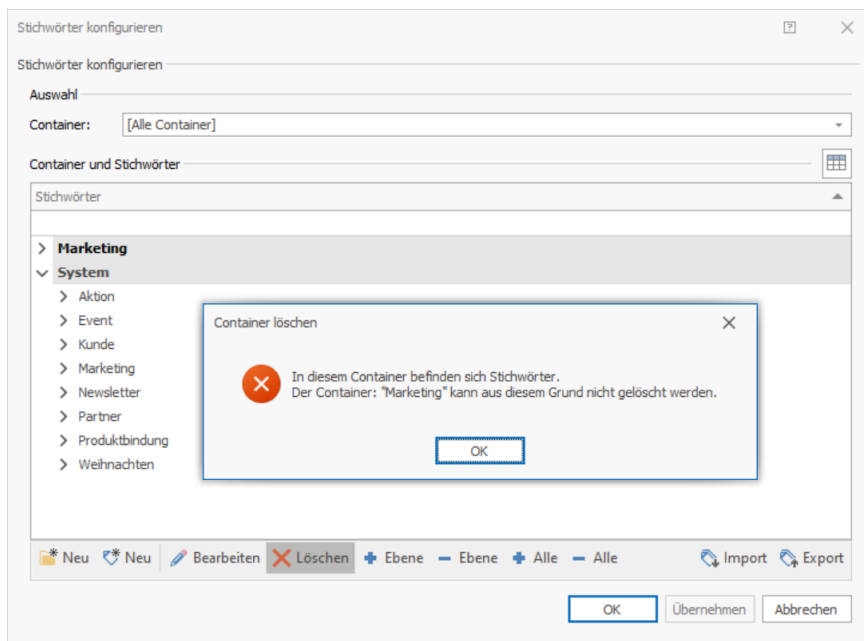 Stichwörter konfigurieren
Stichwörter konfigurieren
Auswahl
Container: [Alle Container]
Container und Stichwörter
Stichwörter
Marketing
System
Aktion
Event
Kunde
Marketing
Newsletter
Partner
Produktbindung
Weihnachten
Container löschen
In diesem Container befinden sich Stichwörter.
Der Container: "Marketing" kann aus diesem Grund nicht gelöscht werden.
OK
Neu Neu Bearbeiten Löschen Ebene Ebene Alle Alle Import Export
OK Übernehmen Abbrechen